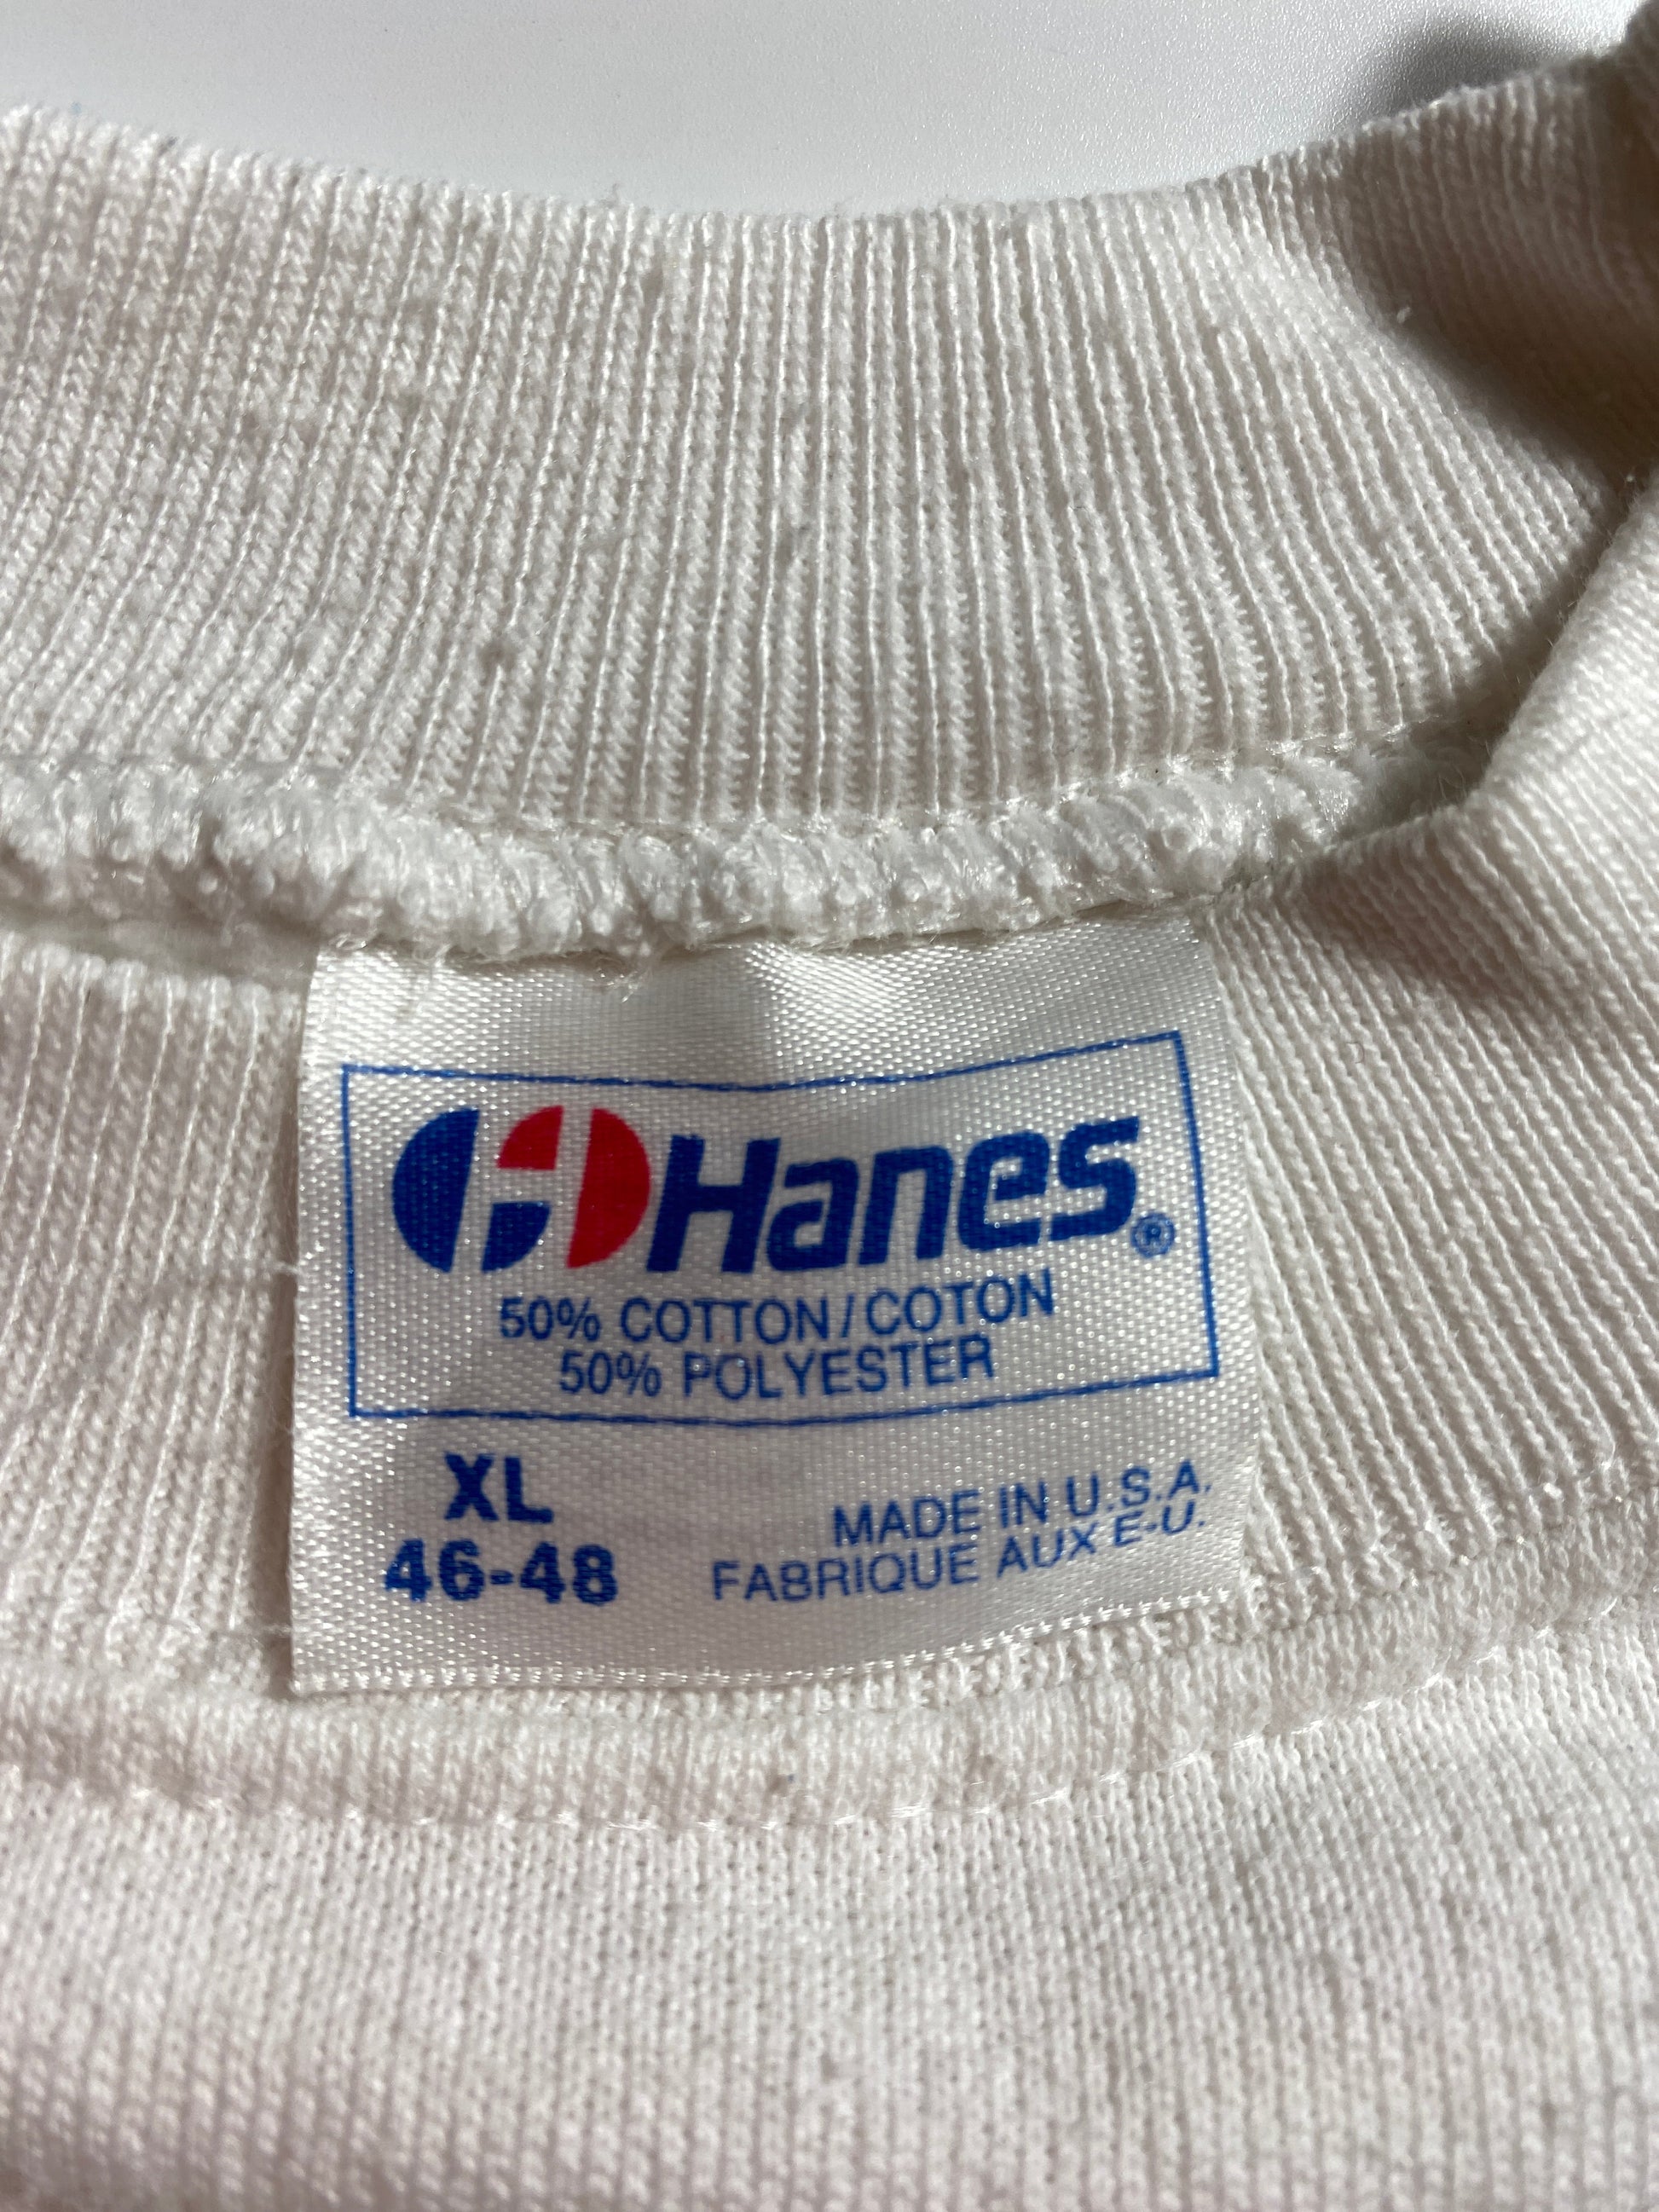 Hanes®
50% COTTON/COTON
50% POLYESTER
XL
46-48
MADE IN U.S.A.
FABRIQUE AUX E-U.